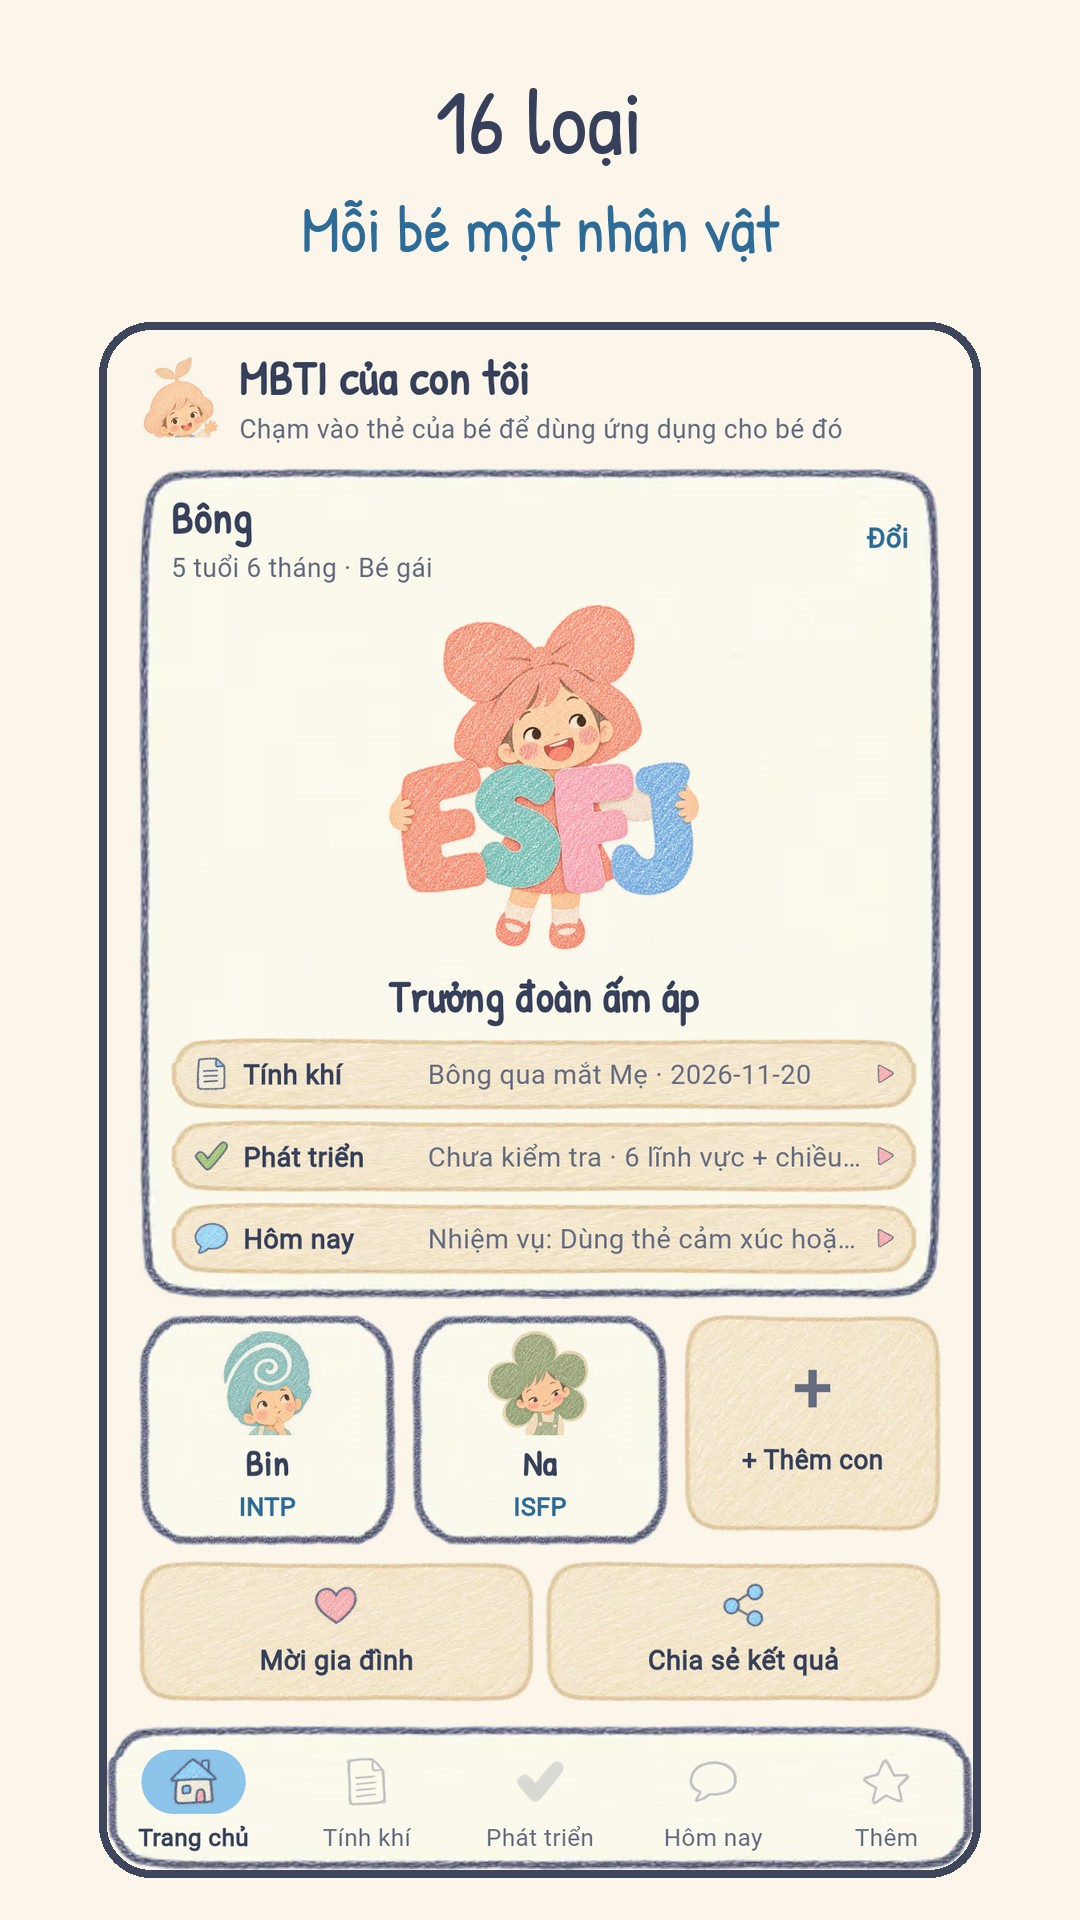 16 loại
Mỗi bé một nhân vật
MBTI của con tôi
Chạm vào thẻ của bé để dùng ứng dụng cho bé đó
Bông
Đổi
5 tuổi 6 tháng · Bé gái
ESFJ
Trưởng đoàn ấm áp
Tính khí Bông qua mắt Mẹ · 2026-11-20
Phát triển Chưa kiểm tra · 6 lĩnh vực + chiều...
Hôm nay Nhiệm vụ: Dùng thẻ cảm xúc hoặ...
Bin
INTP
Na
ISFP
+
+ Thêm con
Mời gia đình
Chia sẻ kết quả
Trang chủ
Tính khí
Phát triển
Hôm nay
Thêm